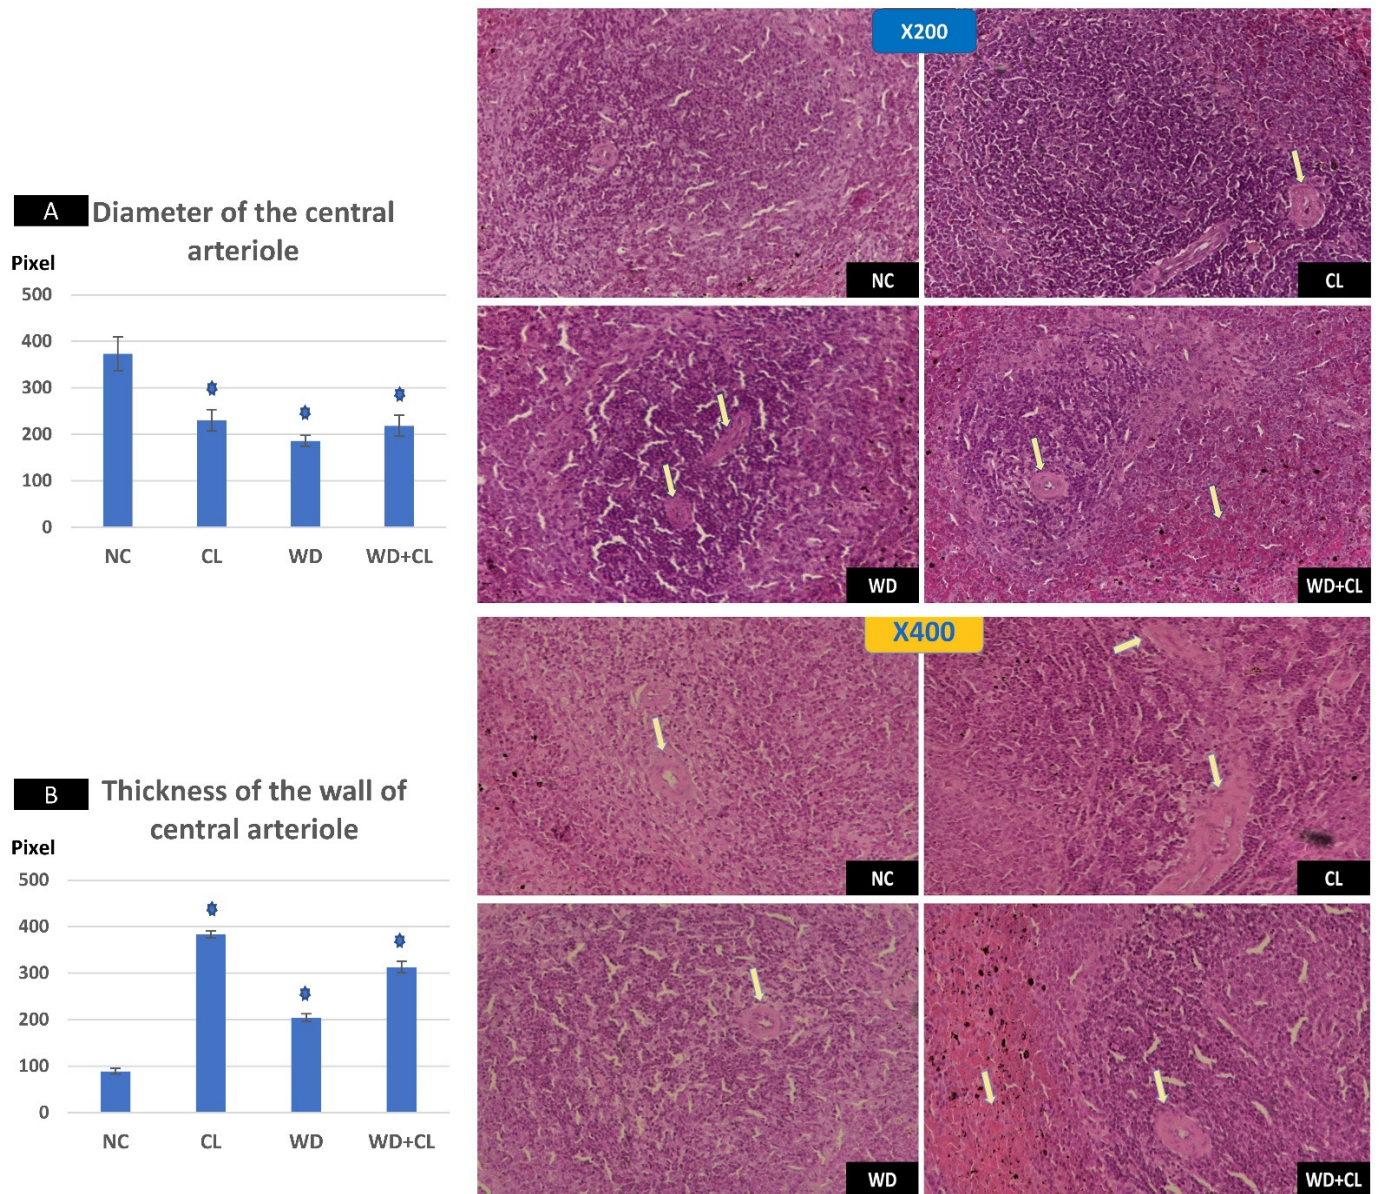 A
Diameter of the central
arteriole
Pixel
500
400
300
200
100
0
NC
CL
WD
WD+CL
X200
NC
CL
WD
WD+CL
B
Thickness of the wall of
central arteriole
Pixel
500
400
300
200
100
0
NC
CL
WD
WD+CL
X400
NC
CL
WD
WD+CL